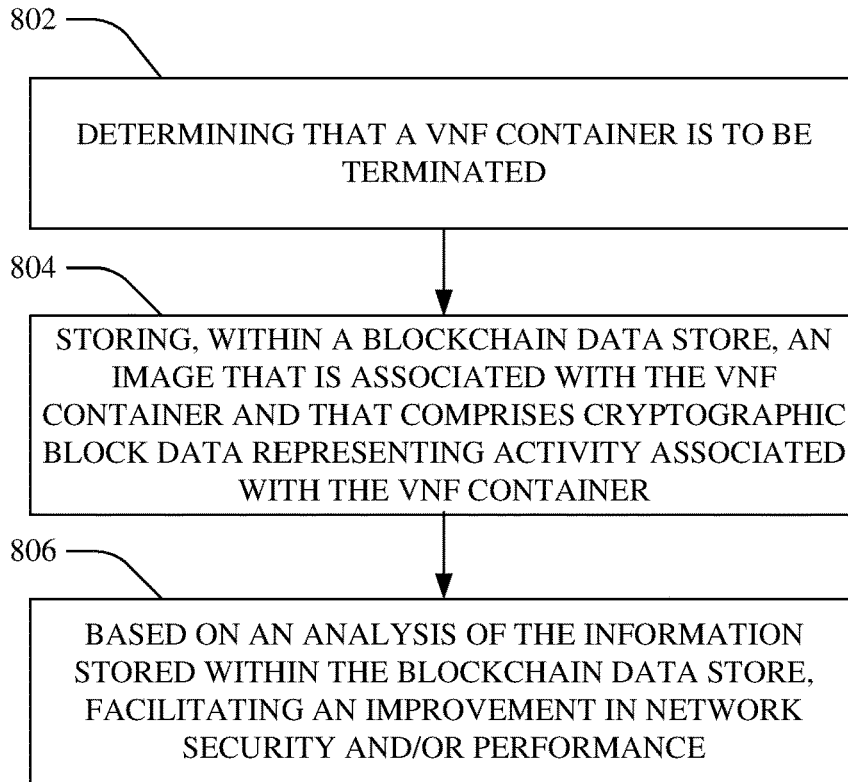 802
DETERMINING THAT A VNF CONTAINER IS TO BE
TERMINATED
804
STORING, WITHIN A BLOCKCHAIN DATA STORE, AN
IMAGE THAT IS ASSOCIATED WITH THE VNF
CONTAINER AND THAT COMPRISES CRYPTOGRAPHIC
BLOCK DATA REPRESENTING ACTIVITY ASSOCIATED
WITH THE VNF CONTAINER
806
BASED ON AN ANALYSIS OF THE INFORMATION
STORED WITHIN THE BLOCKCHAIN DATA STORE,
FACILITATING AN IMPROVEMENT IN NETWORK
SECURITY AND/OR PERFORMANCE